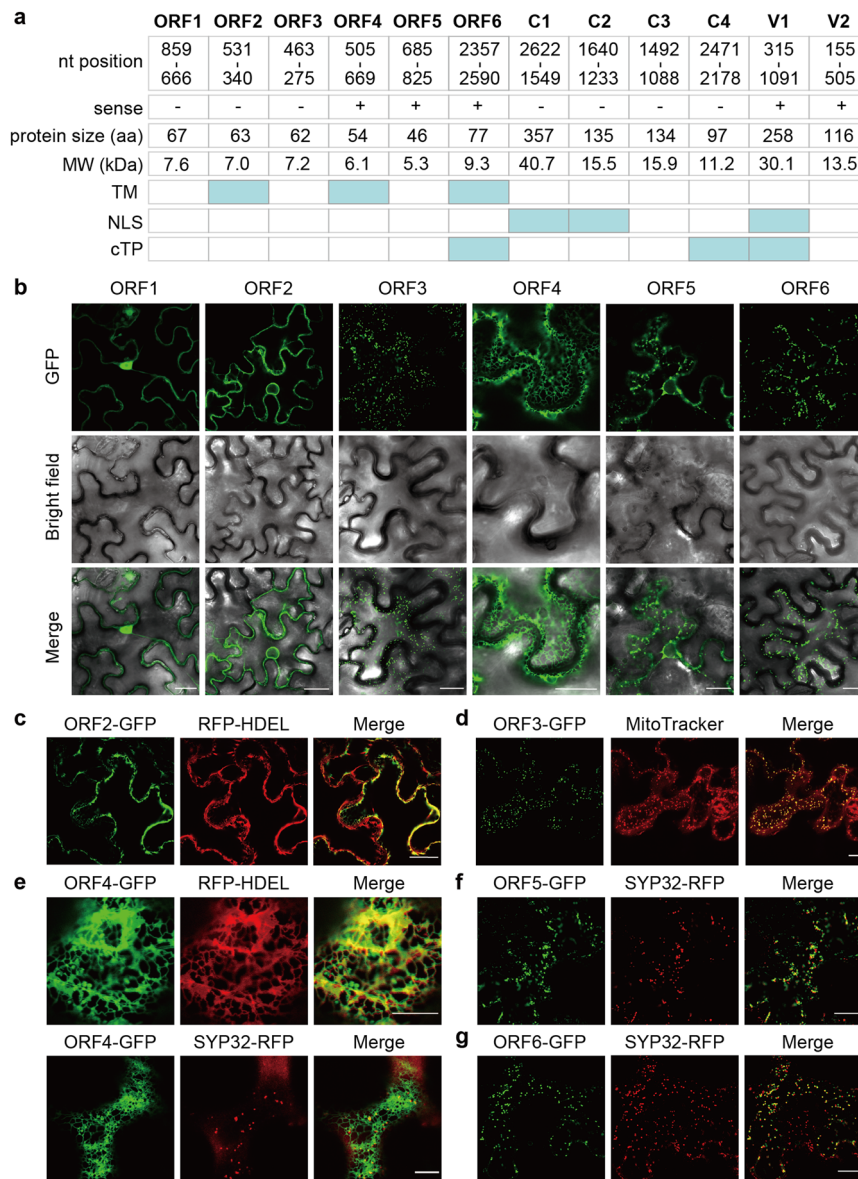 a
ORF1 ORF2 ORF3 ORF4 ORF5 ORF6 C1 C2 C3 C4 V1 V2
nt position 859-666 531-340 463-275 505-669 685-825 2357-2590 2622-1549 1640-1233 1492-1088 2471-2178 315-1091 155-505
sense - - - + + + - - - - + +
protein size (aa) 67 63 62 54 46 77 357 135 134 97 258 116
MW (kDa) 7.6 7.0 7.2 6.1 5.3 9.3 40.7 15.5 15.9 11.2 30.1 13.5
TM
NLS
cTP
b
ORF1 ORF2 ORF3 ORF4 ORF5 ORF6
GFP
Bright field
Merge
c
ORF2-GFP RFP-HDEL Merge
d
ORF3-GFP MitoTracker Merge
e
ORF4-GFP RFP-HDEL Merge
f
ORF5-GFP SYP32-RFP Merge
ORF4-GFP SYP32-RFP Merge
g
ORF6-GFP SYP32-RFP Merge